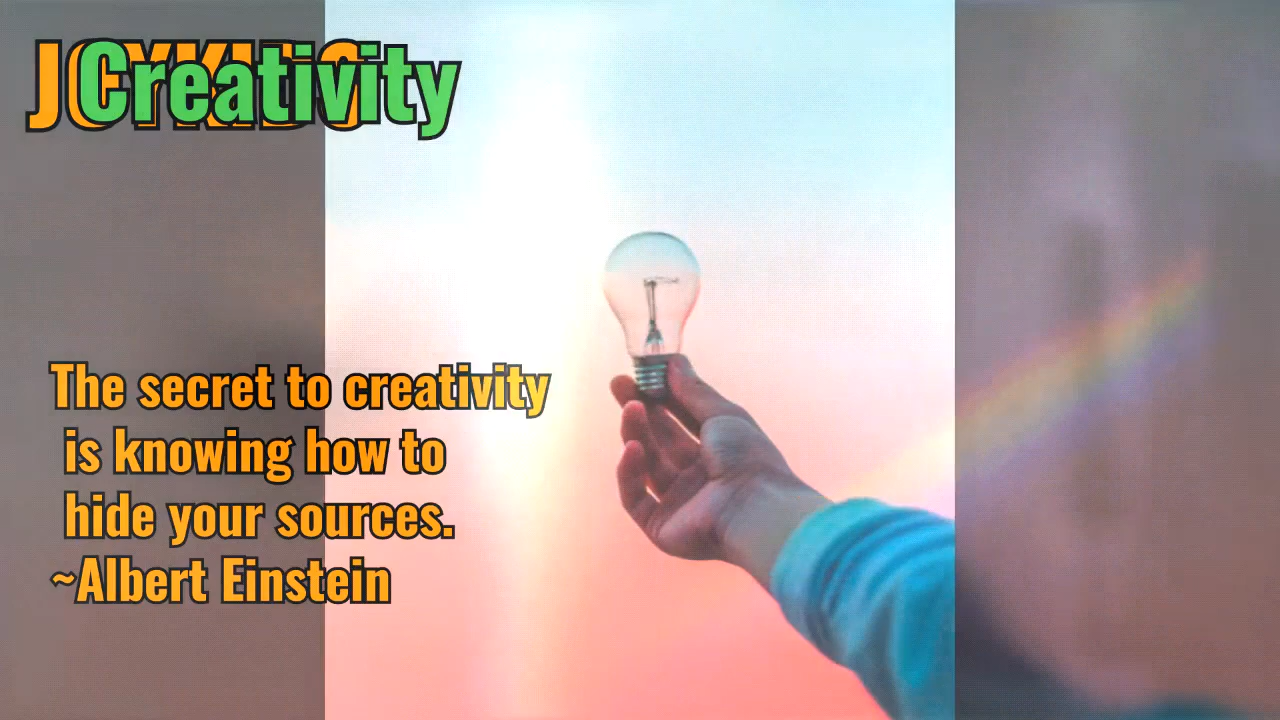 Creativity
The secret to creativity
is knowing how to
hide your sources.
~Albert Einstein